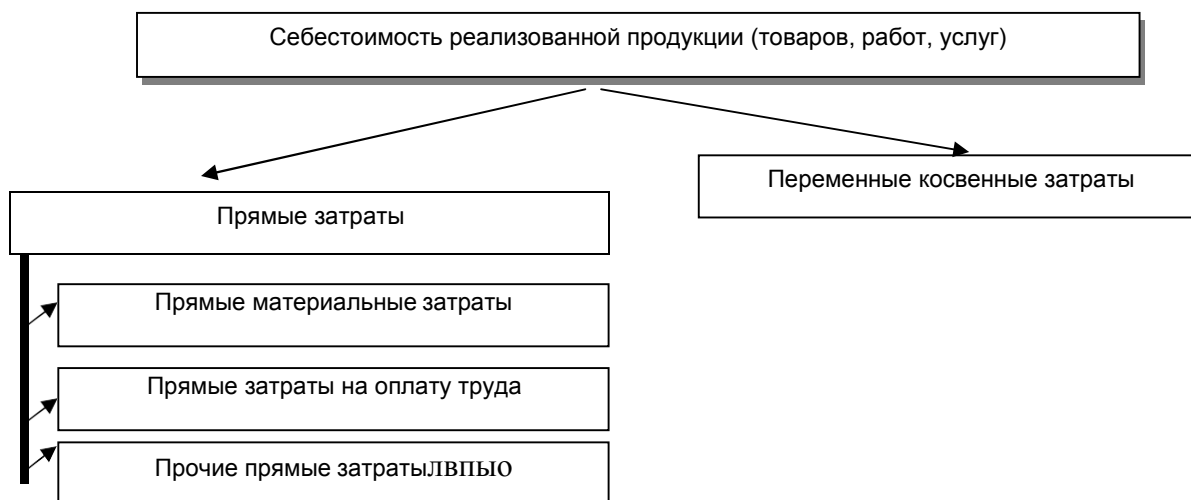 Себестоимость реализованной продукции (товаров, работ, услуг)
Переменные косвенные затраты
Прямые затраты
Прямые материальные затраты
Прямые затраты на оплату труда
Прочие прямые затратылвпыо